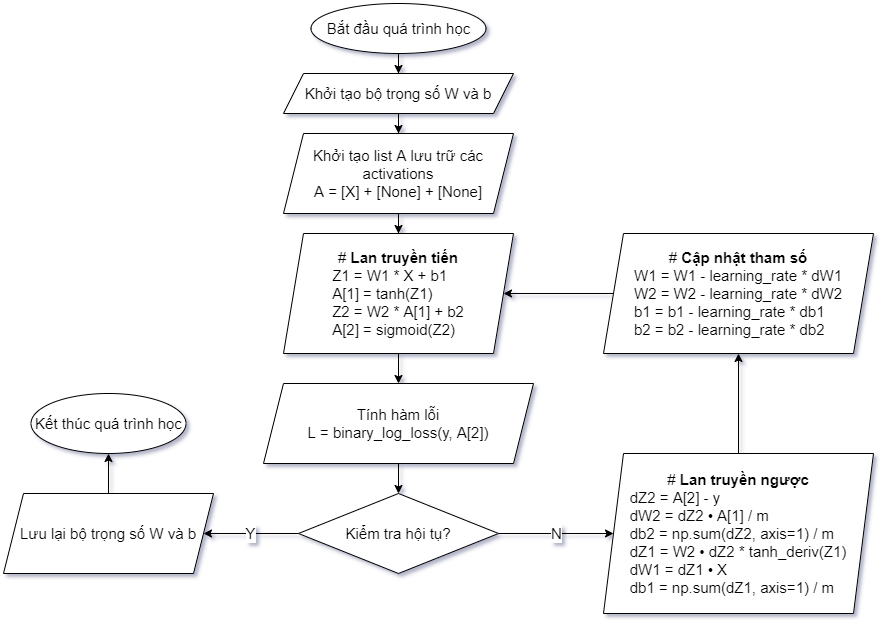 Bắt đầu quá trình học
Khởi tạo bộ trọng số W và b
Khởi tạo list A lưu trữ các
activations
A = [X] + [None] + [None]
# Lan truyền tiến
Z1 = W1 * X + b1
A[1] = tanh(Z1)
Z2 = W2 * A[1] + b2
A[2] = sigmoid(Z2)
# Cập nhật tham số
W1 = W1 - learning_rate * dW1
W2 = W2 - learning_rate * dW2
b1 = b1 - learning_rate * db1
b2 = b2 - learning_rate * db2
Tính hàm lỗi
L = binary_log_loss(y, A[2])
Kết thúc quá trình học
Lưu lại bộ trọng số W và b
Y
Kiểm tra hội tụ?
N
# Lan truyền ngược
dZ2 = A[2] - y
dW2 = dZ2 • A[1] / m
db2 = np.sum(dZ2, axis=1) / m
dZ1 = W2 • dZ2 * tanh_deriv(Z1)
dW1 = dZ1 • X
db1 = np.sum(dZ1, axis=1) / m